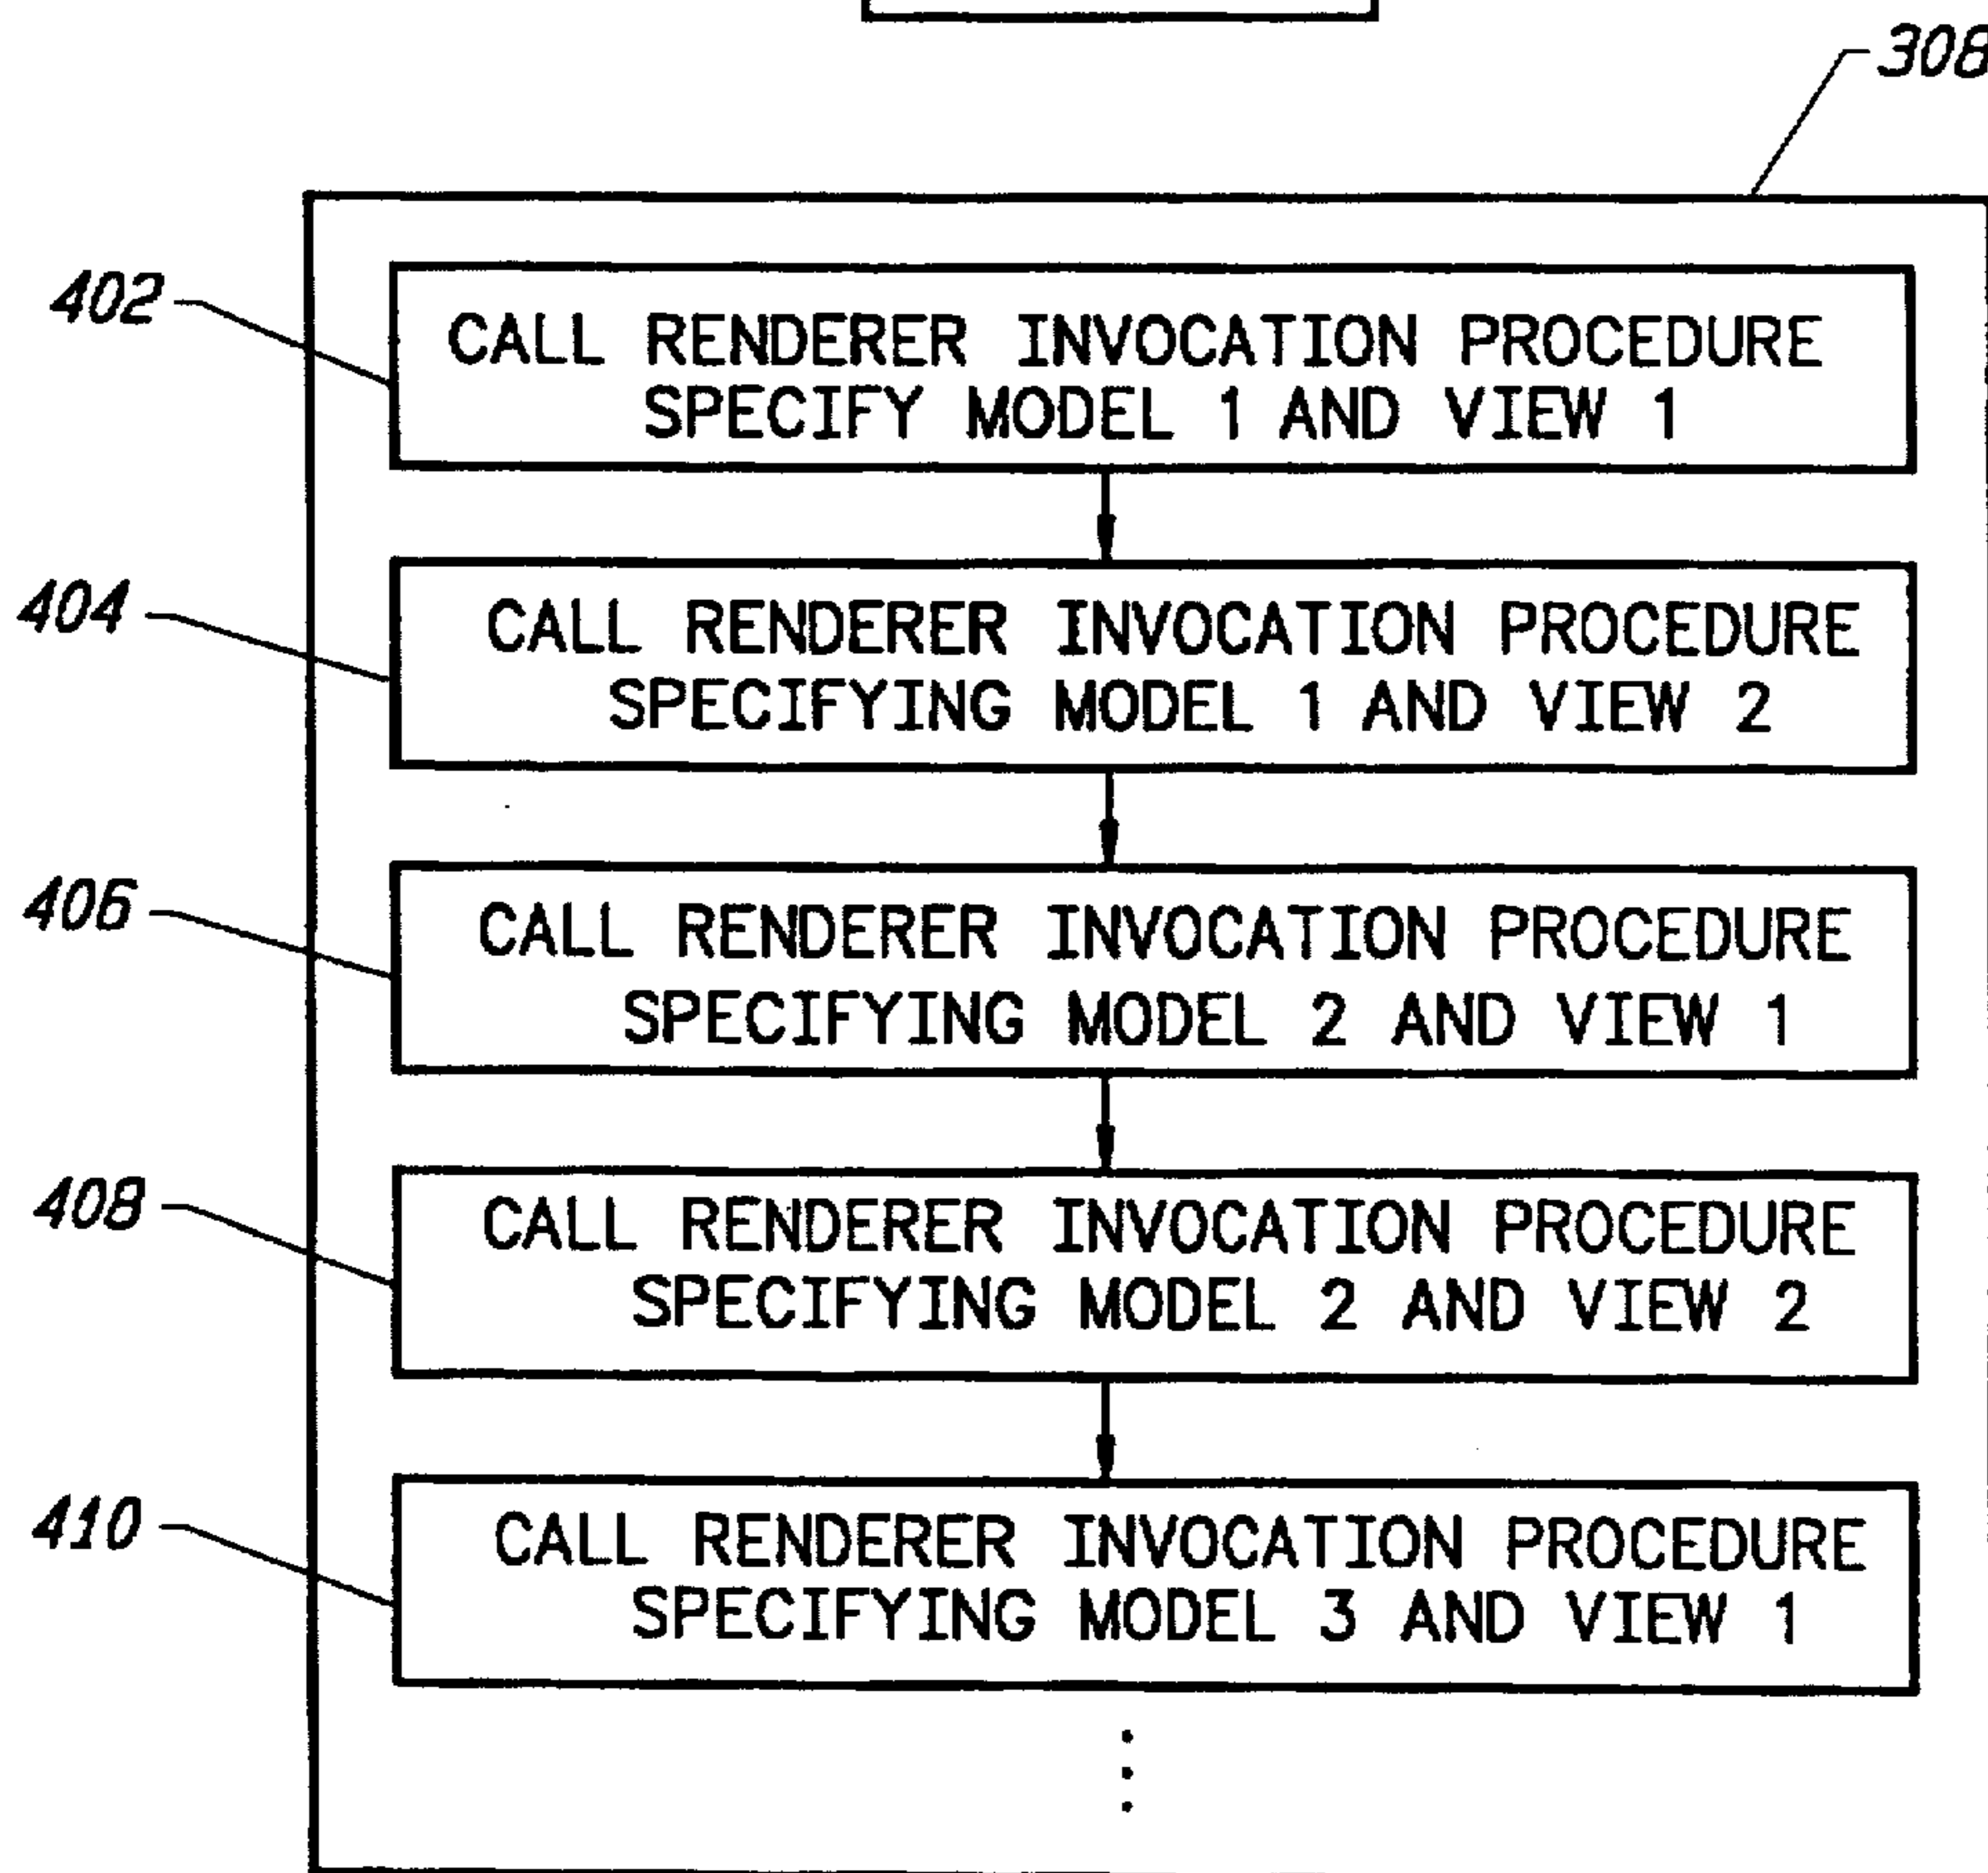 308
402
CALL RENDERER INVOCATION PROCEDURE
SPECIFY MODEL 1 AND VIEW 1
404
CALL RENDERER INVOCATION PROCEDURE
SPECIFYING MODEL 1 AND VIEW 2
406
CALL RENDERER INVOCATION PROCEDURE
SPECIFYING MODEL 2 AND VIEW 1
408
CALL RENDERER INVOCATION PROCEDURE
SPECIFYING MODEL 2 AND VIEW 2
410
CALL RENDERER INVOCATION PROCEDURE
SPECIFYING MODEL 3 AND VIEW 1